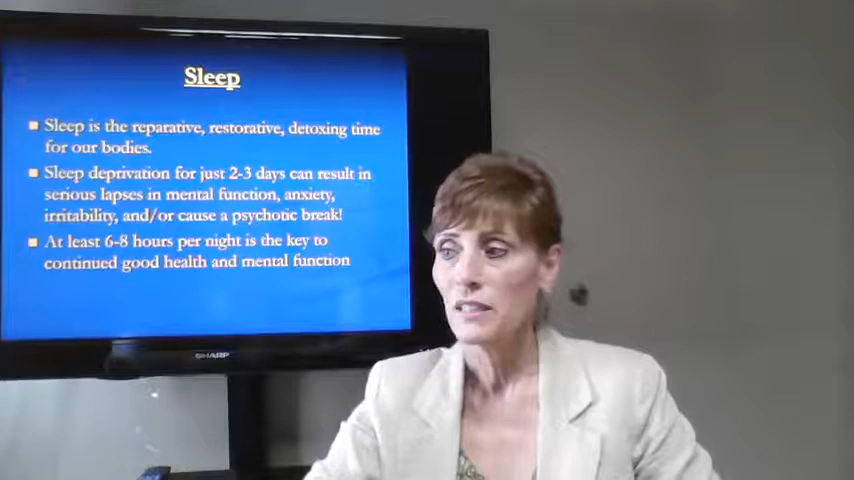 Sleep
Sleep is the reparative, restorative, detoxing time
for our bodies.
Sleep deprivation for just 2-3 days can result in
serious lapses in mental function, anxiety,
irritability, and/or cause a psychotic break!
At least 6-8 hours per night is the key to
continued good health and mental function
SHARP